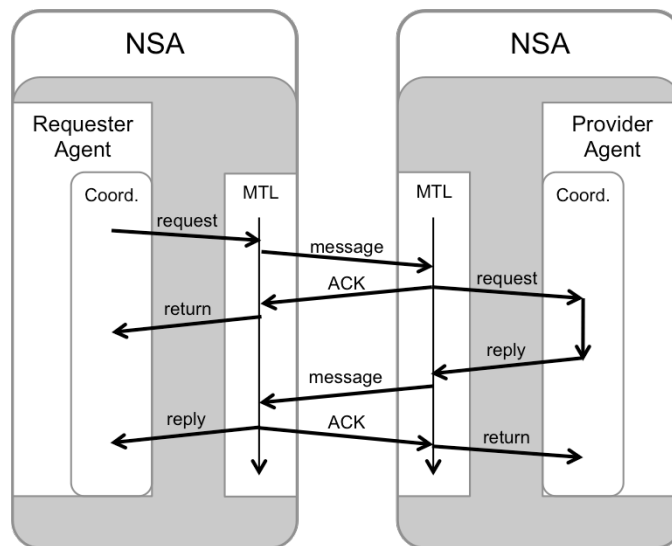 NSA
NSA
Requester
Agent
Provider
Agent
Coord.
MTL
MTL
Coord.
request
message
ACK
request
return
reply
message
reply
ACK
return